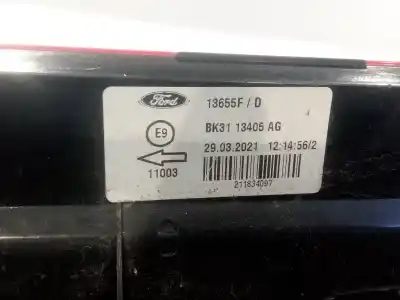 Ford
13655F / D
E9
BK31 13405 AG
29.03.2021 12:14:56/2
11003
211834097